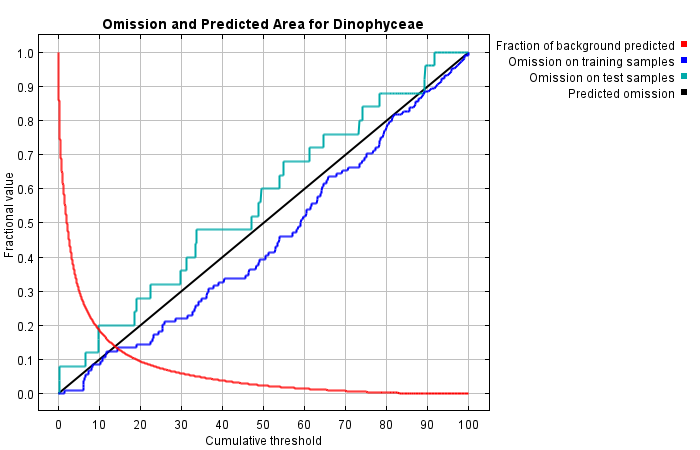 Omission and Predicted Area for Dinophyceae
Fraction of background predicted
Omission on training samples
Omission on test samples
Predicted omission
Fractional value
1.0
0.9
0.8
0.7
0.6
0.5
0.4
0.3
0.2
0.1
0.0
0 10 20 30 40 50 60 70 80 90 100
Cumulative threshold